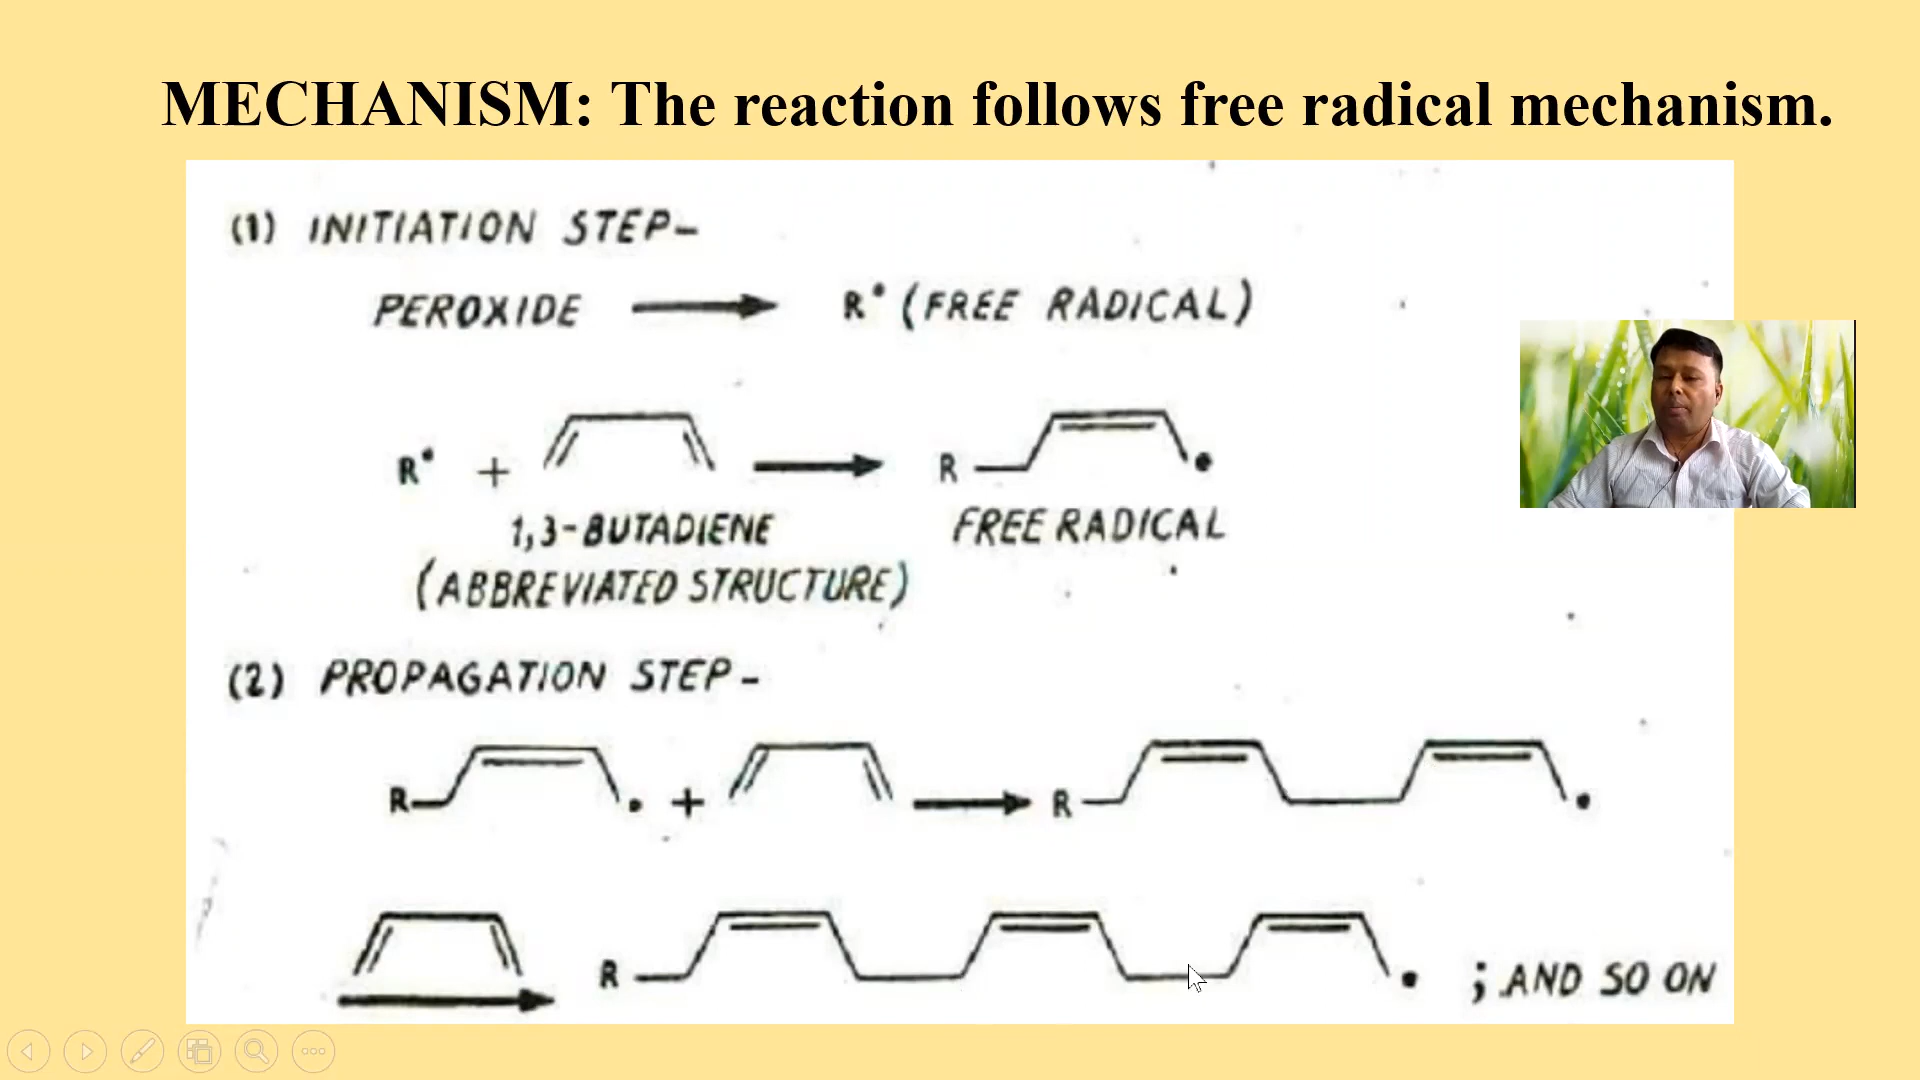 MECHANISM: The reaction follows free radical mechanism.
(1) INITIATION STEP-
PEROXIDE R• (FREE RADICAL)
R• + R
1,3-BUTADIENE FREE RADICAL
(ABBREVIATED STRUCTURE)
(2) PROPAGATION STEP-
R + R
R ; AND SO ON